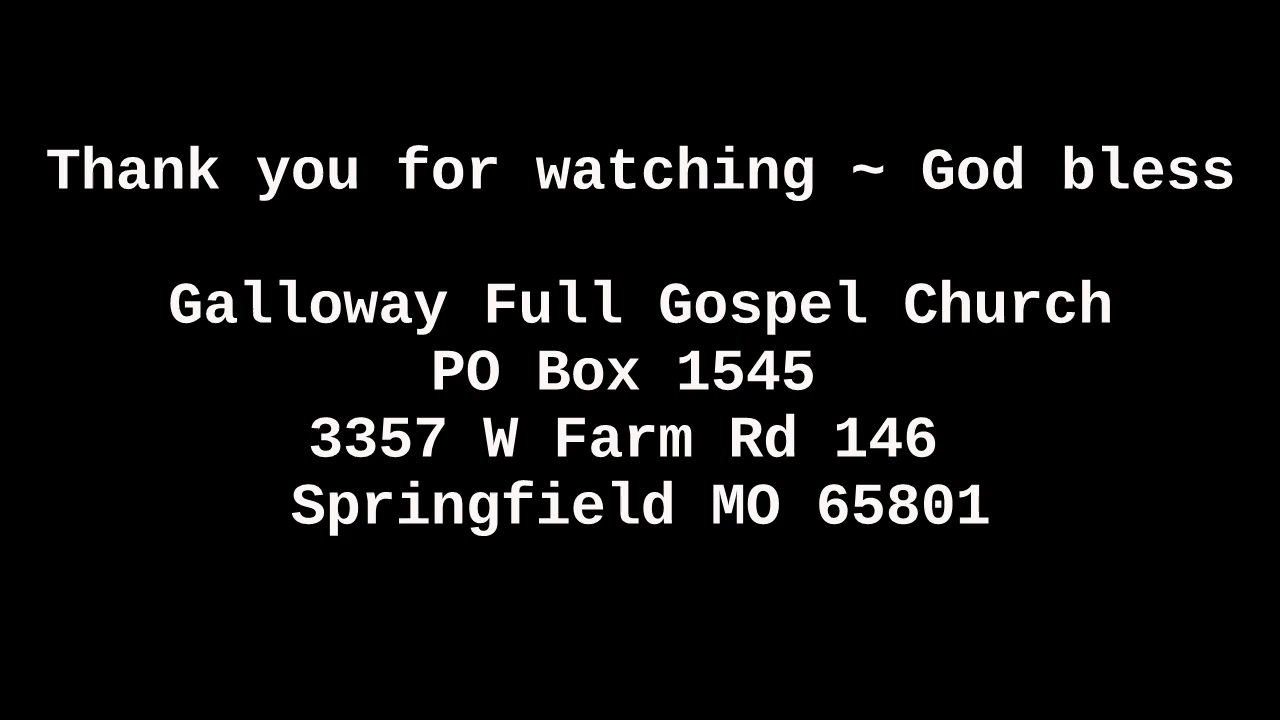 Thank you for watching ~ God bless
Galloway Full Gospel Church
PO Box 1545
3357 W Farm Rd 146
Springfield MO 65801